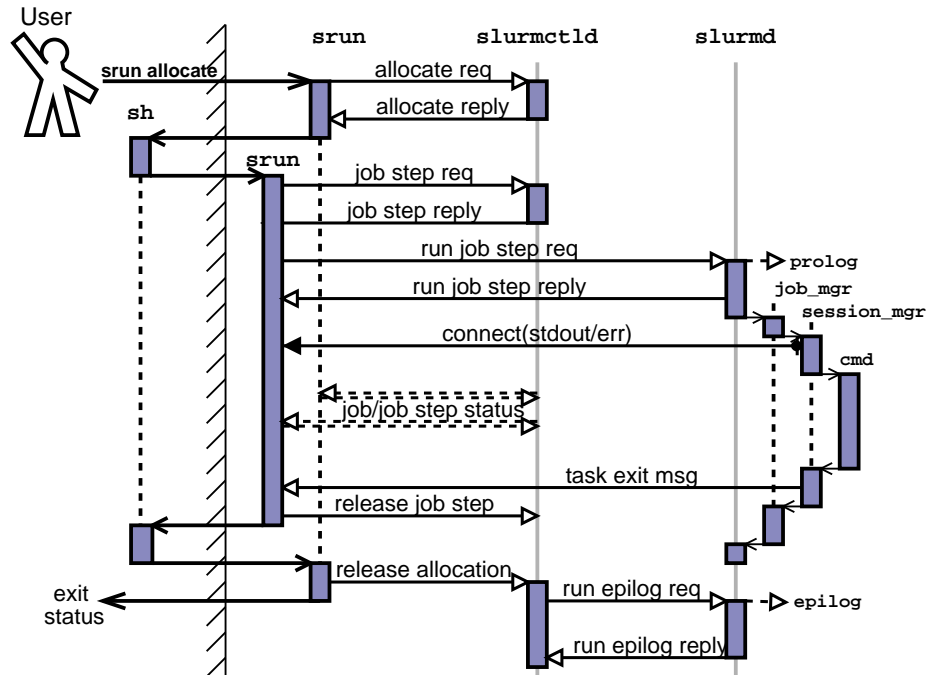 User
srun
slurmctld
slurmd
srun allocate
allocate req
allocate reply
sh
srun
job step req
job step reply
run job step req
prolog
run job step reply
job_mgr
session_mgr
connect(stdout/err)
cmd
job/job step status
task exit msg
release job step
release allocation
exit
status
run epilog req
epilog
run epilog reply